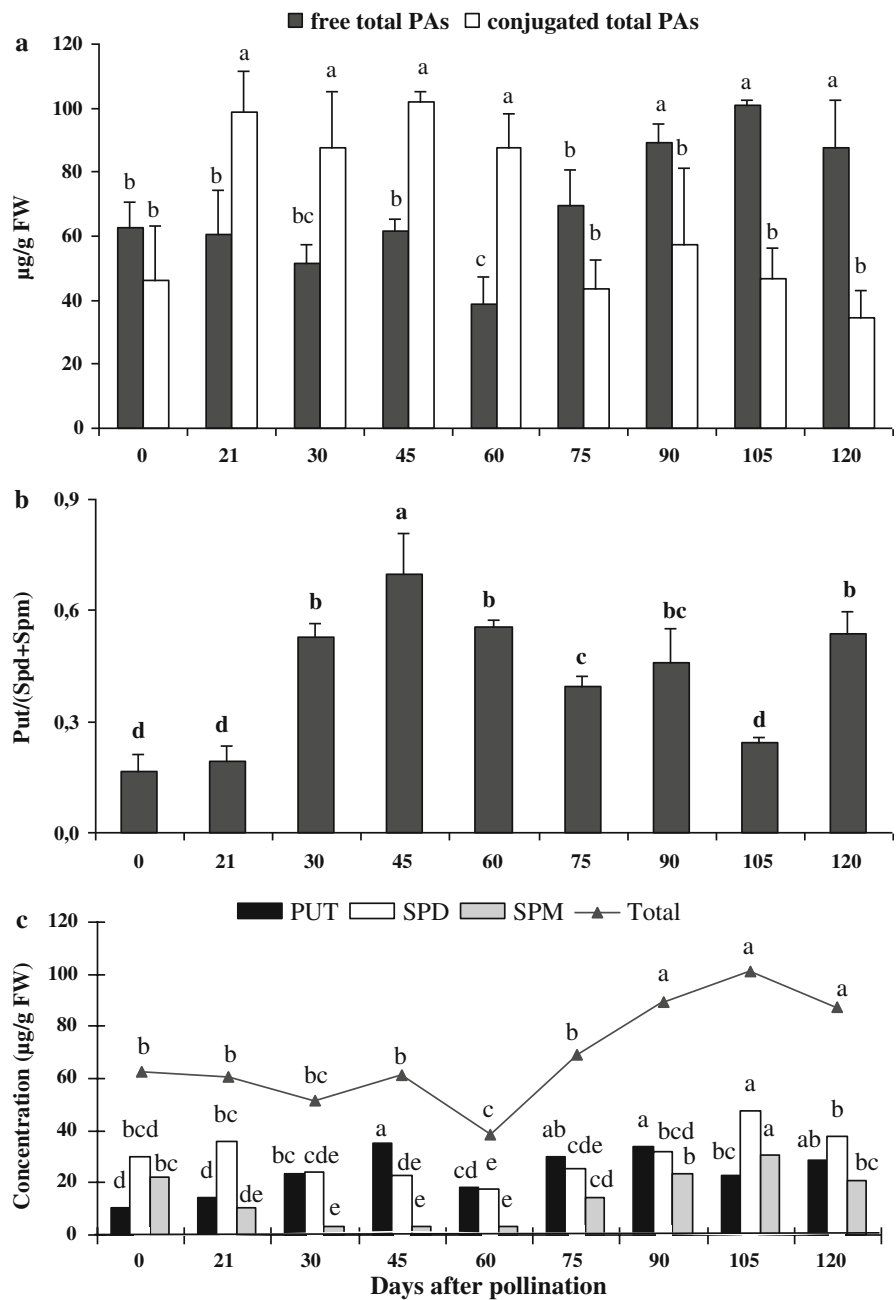 a
free total PAs conjugated total PAs
120
100
80
60
40
20
0
µg/g FW
b b b a bc a b a c a b b a b a b a b
0 21 30 45 60 75 90 105 120
b
0,9
0,6
0,3
0,0
Put/(Spd+Spm)
d d b a b c bc d b
0 21 30 45 60 75 90 105 120
c
PUT SPD SPM Total
120
100
80
60
40
20
0
Concentration (µg/g FW)
b b bc b c b a a a
d bcd bc d bc de bc cde e a de e cd e e ab cde cd a bcd b bc a a ab b bc
0 21 30 45 60 75 90 105 120
Days after pollination